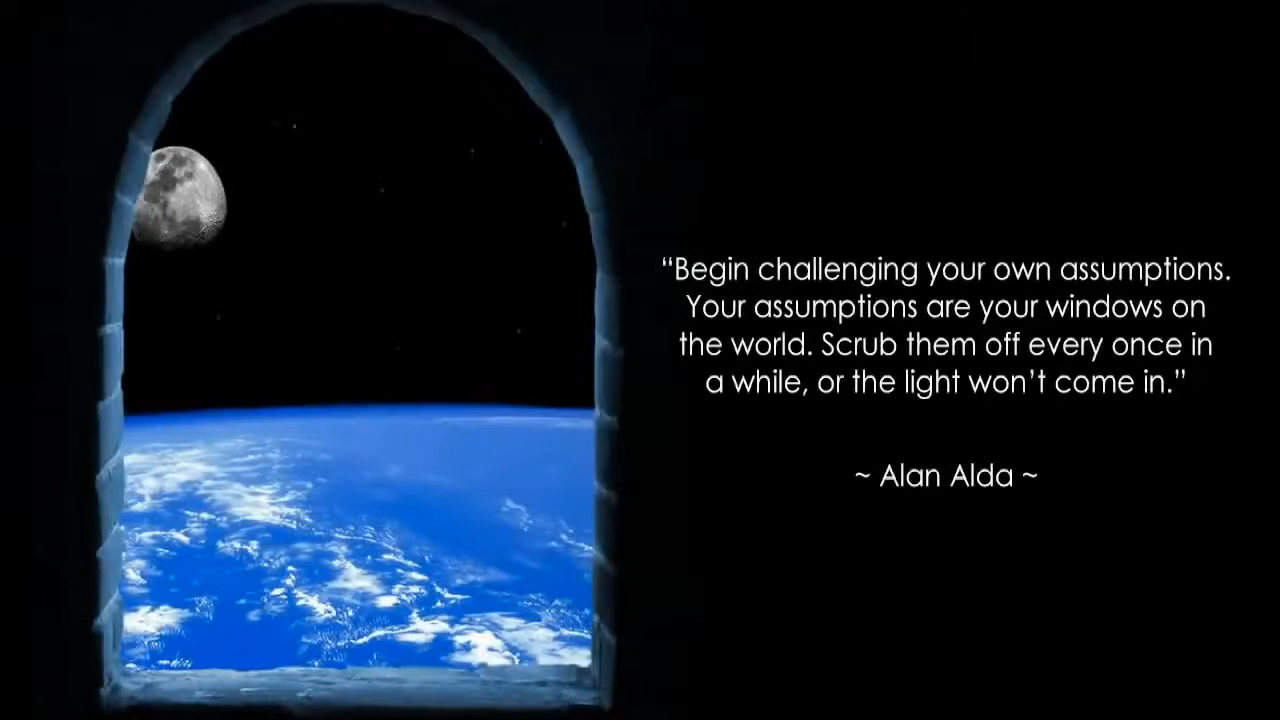 “Begin challenging your own assumptions.
Your assumptions are your windows on
the world. Scrub them off every once in
a while, or the light won’t come in.”
~ Alan Alda ~